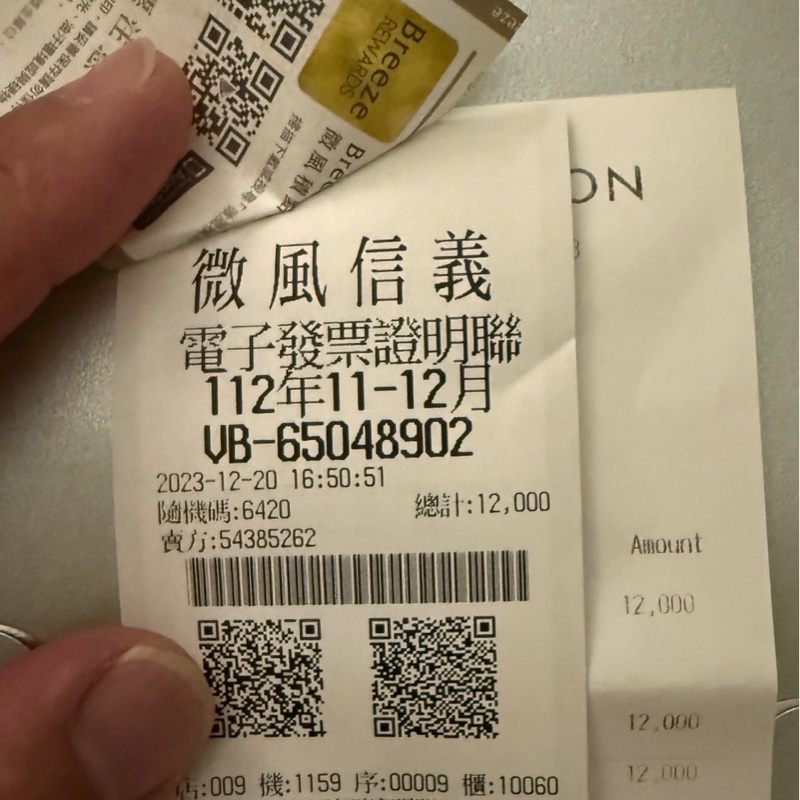 Breeze
REWARDS
Breeze
微風信義
電子發票證明聯
112年11-12月
VB-65048902
2023-12-20 16:50:51
隨機碼:6420 總計:12,000
賣方:54385262
店:009 機:1159 序:00009 櫃:10060
ON
Amount
12,000
12,000
12,000